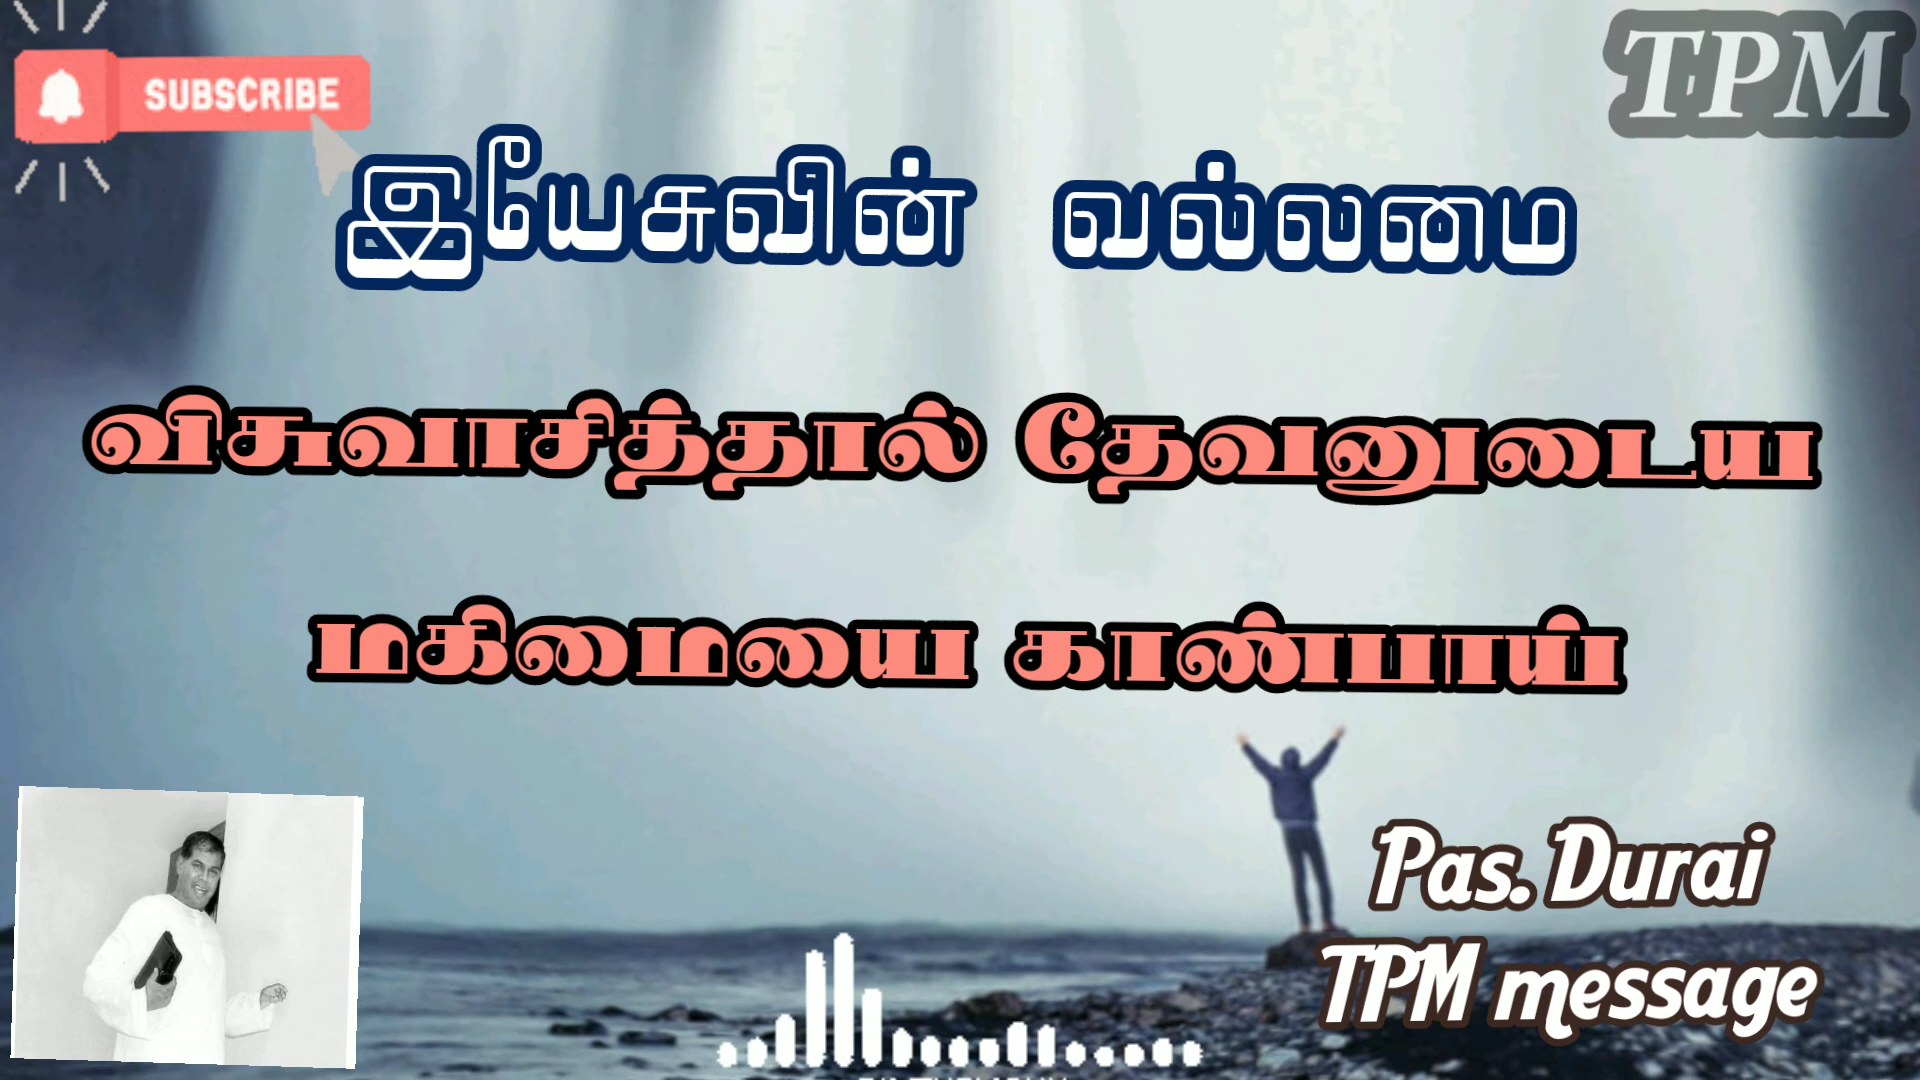 SUBSCRIBE
TPM
இயேசுவின் வல்லமை
விசுவாசித்தால் தேவனுடைய
மகிமையை காண்பாய்
Pas. Durai
TPM message